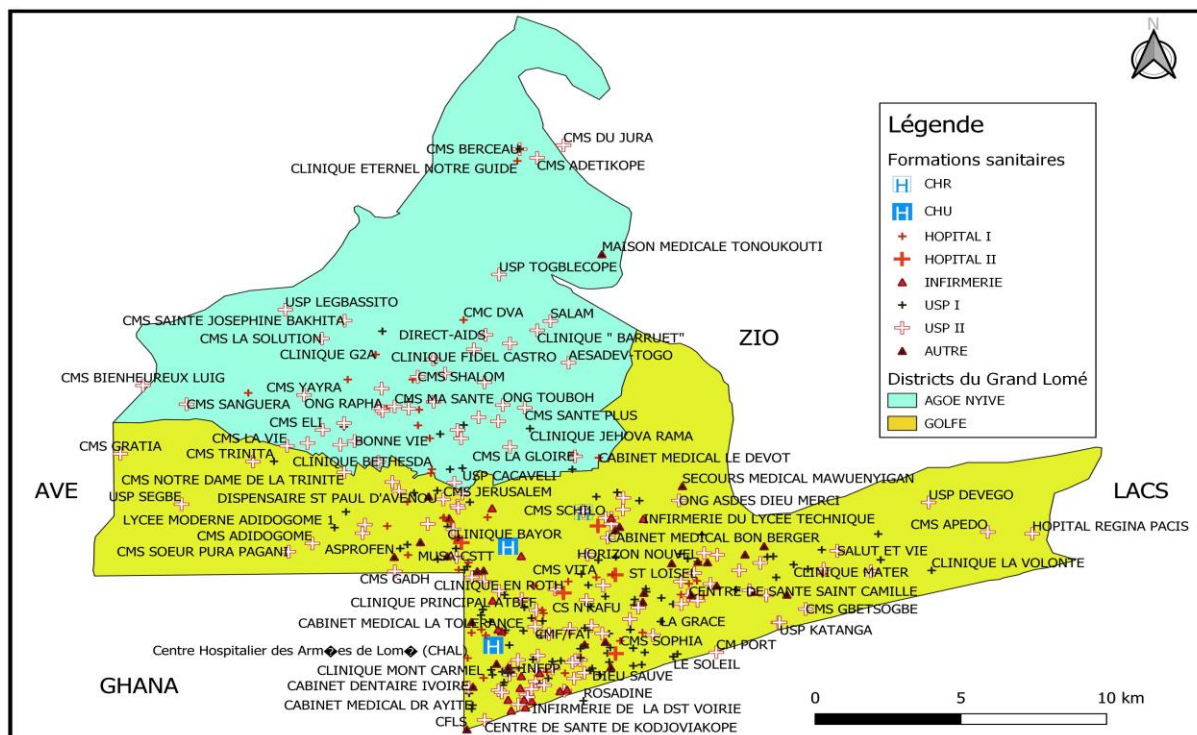 N
CMS DU JURA
CMS BERCEAU
CMS ADETIKOPE
CLINIQUE ETERNEL NOTRE GUIDE
MAISON MEDICALE TONOUKOUTI
USP TOGBLECOPE
USP LEGBASSITO
CMS SAINTE JOSEPHINE BAKHITA
CMC DVA
SALAM
CMS LA SOLUTION
DIRECT-AIDS
CLINIQUE " BARRUET"
ZIO
CLINIQUE G2A
CLINIQUE FIDEL CASTRO
AESADEV-TOGO
CMS BIENHEUREUX LUIG
CMS YAYRA
CMS SHALOM
CMS SANGUERA
ONG RAPHA
CMS MA SANTE
ONG TOUBOH
CMS SANTE PLUS
CMS ELI
CMS LA VIE
BONNE VIE
CLINIQUE JEHOVA RAMA
CMS GRATIA
CMS TRINITA
CLINIQUE BETHESDA
CMS LA GLOIRE
CABINET MEDICAL LE DEVOT
CMS NOTRE DAME DE LA TRINITE
USP CACAVELI
SECOURS MEDICAL MAWUENYIGAN
AVE
USP SEGBE
DISPENSAIRE ST PAUL D'AVENOU
CMS JERUSALEM
ONG ASDES DIEU MERCI
USP DEVEGO
LACS
LYCEE MODERNE ADIDOGOME 1
CMS SCHILO
INFIRMERIE DU LYCEE TECHNIQUE
CMS ADIDOGOME
CLINIQUE BAYOR
CABINET MEDICAL BON BERGER
CMS APEDO
HOPITAL REGINA PACIS
CMS SOEUR PURA PAGANI
ASPROFEN
MUSA-CSTT
HORIZON NOUVEL
SALUT ET VIE
CLINIQUE LA VOLONTE
CMS GADH
CMS VITA
ST LOISEL
CLINIQUE MATER
CLINIQUE EN ROTH
CENTRE DE SANTE SAINT CAMILLE
CLINIQUE PRINCIPAL ATBEF
CS N'KAFU
CMS GBETSOGBE
CABINET MEDICAL LA TOLERANCE
LA GRACE
USP KATANGA
CMF/FAT
CMS SOPHIA
CM PORT
Centre Hospitalier des Arm�es de Lom� (CHAL)
LE SOLEIL
CLINIQUE MONT CARMEL
INFPP
DIEU SAUVE
GHANA
CABINET DENTAIRE IVOIRE
ROSADINE
CABINET MEDICAL DR AYITE
INFIRMERIE DE LA DST VOIRIE
CFLS
CENTRE DE SANTE DE KODJOVIAKOPE
Légende
Formations sanitaires
H CHR
H CHU
HOPITAL I
HOPITAL II
INFIRMERIE
USP I
USP II
AUTRE
Districts du Grand Lomé
AGOE NYIVE
GOLFE
0 5 10 km